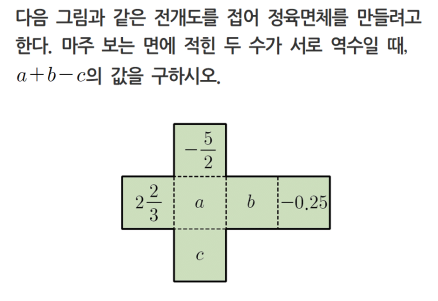 다음 그림과 같은 전개도를 접어 정육면체를 만들려고
한다. 마주 보는 면에 적힌 두 수가 서로 역수일 때,
a+b-c의 값을 구하시오.
-5/2
2 2/3 a b -0.25
c